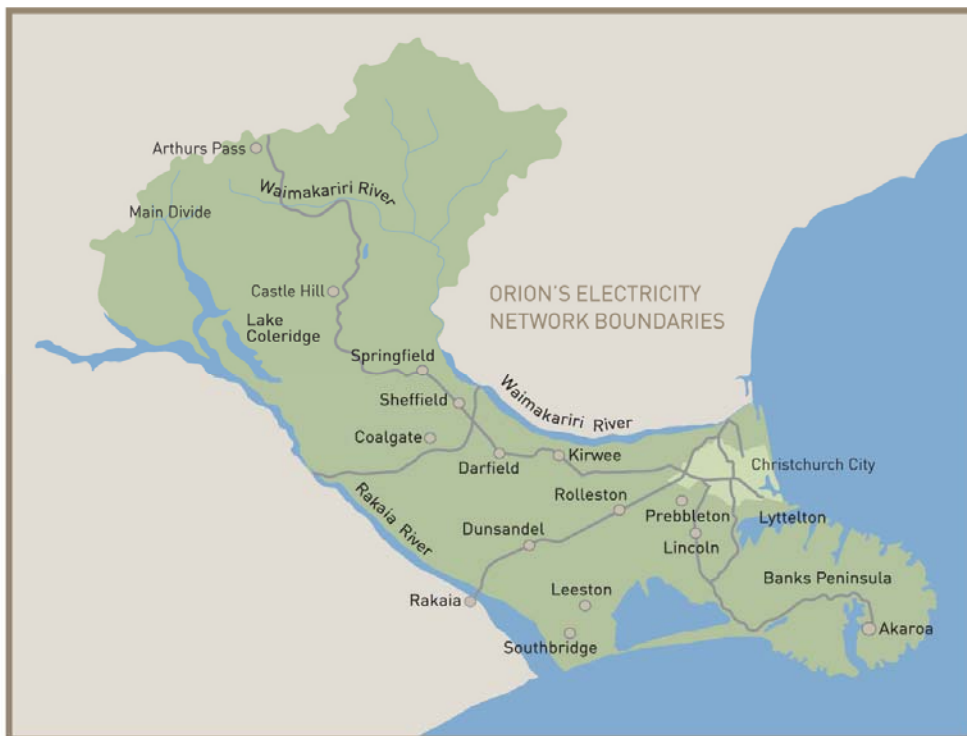 Arthurs Pass
Waimakariri River
Main Divide
Castle Hill
ORION'S ELECTRICITY
NETWORK BOUNDARIES
Lake
Coleridge
Springfield
Sheffield
Waimakariri River
Coalgate
Darfield
Kirwee
Christchurch City
Rakaia River
Rolleston
Prebbleton
Lyttelton
Dunsandel
Lincoln
Banks Peninsula
Leeston
Rakaia
Akaroa
Southbridge